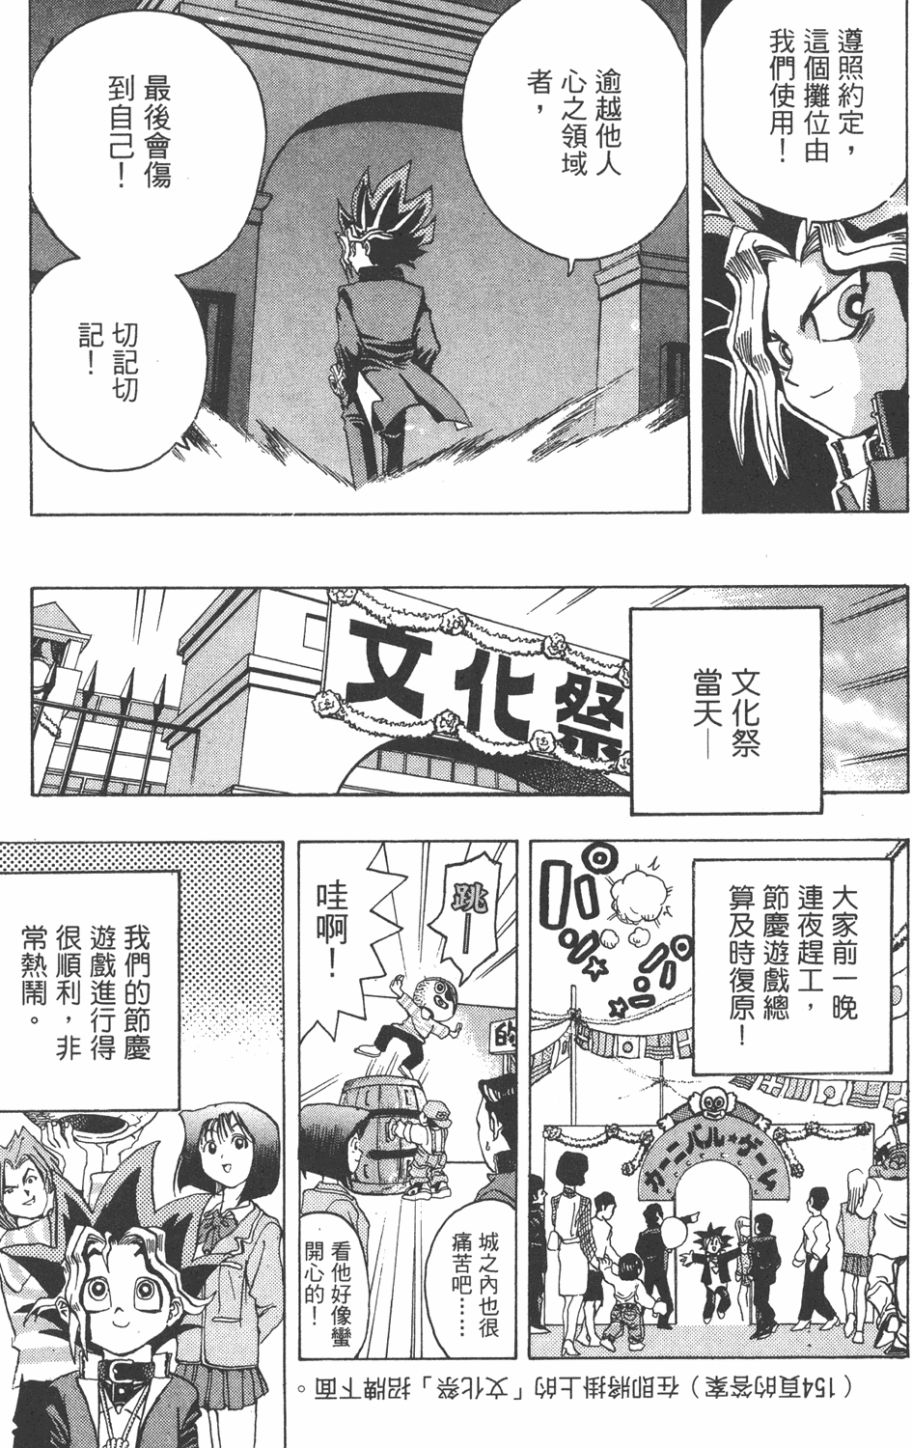 遵照約定，
這個攤位由
我們使用！
逾越他人
心之領域
者，
最後會傷
到自己！
切記切
記！
文化祭
文化祭
當天—
大家前一晚
連夜趕工，
節慶遊戲總
算及時復原！
カーニバル★ゲーム
跳—
哇啊！
的
城之內也很
痛苦吧……
看他好像蠻
開心的！
我們的節慶
遊戲進行得
很順利，非
常熱鬧。
（154頁的答案）在即將掛上的「文化祭」招牌下面。